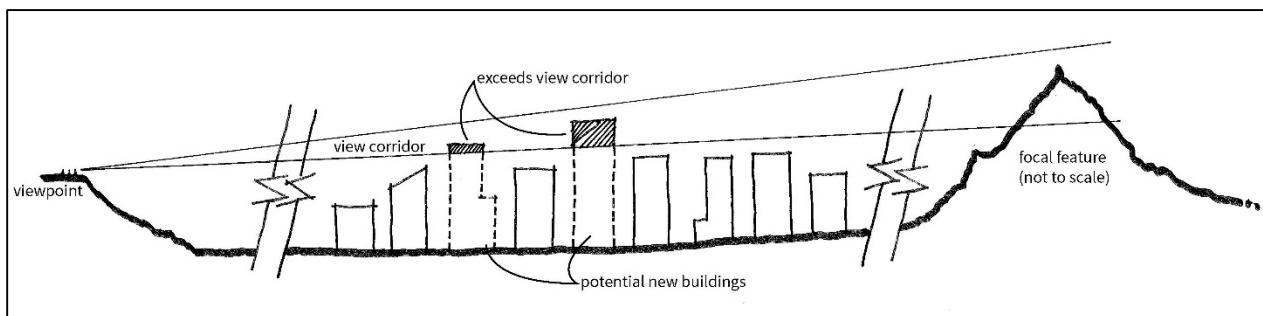 exceeds view corridor
view corridor
viewpoint
focal feature
(not to scale)
potential new buildings